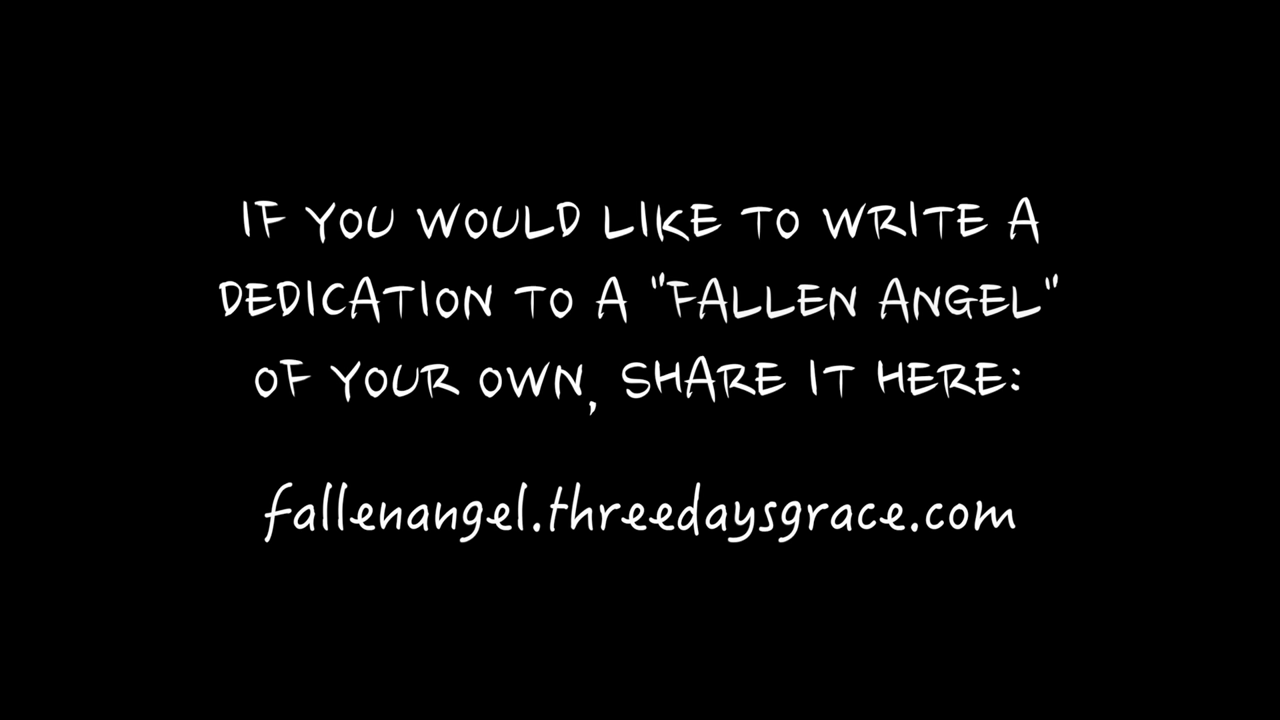 IF YOU WOULD LIKE TO WRITE A
DEDICATION TO A "FALLEN ANGEL"
OF YOUR OWN, SHARE IT HERE:
fallenangel.threedaysgrace.com